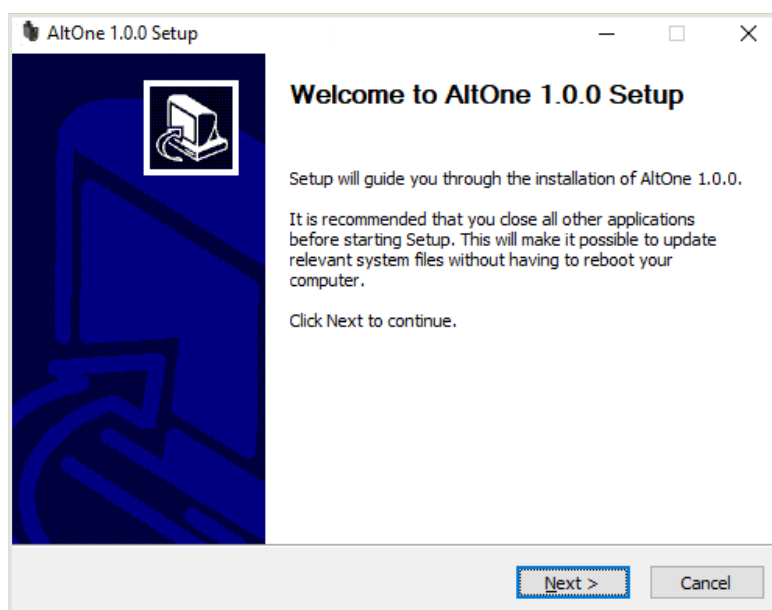 AltOne 1.0.0 Setup
Welcome to AltOne 1.0.0 Setup
Setup will guide you through the installation of AltOne 1.0.0.
It is recommended that you close all other applications
before starting Setup. This will make it possible to update
relevant system files without having to reboot your
computer.
Click Next to continue.
Next >
Cancel